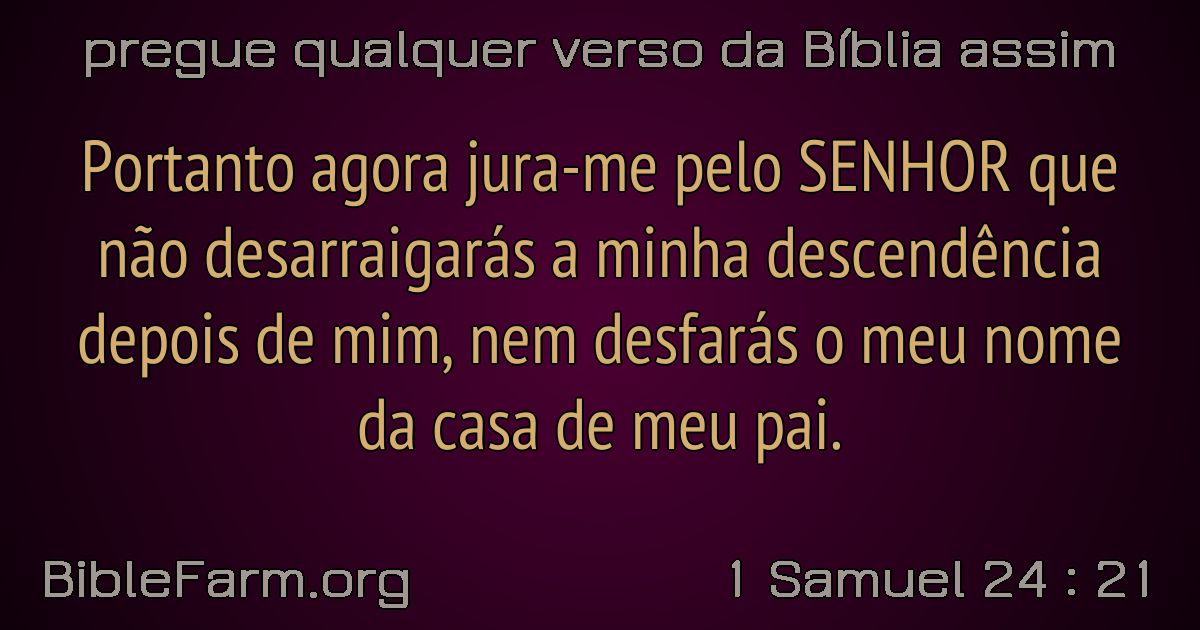 pregue qualquer verso da Bíblia assim
Portanto agora jura-me pelo SENHOR que
não desarraigarás a minha descendência
depois de mim, nem desfarás o meu nome
da casa de meu pai.
BibleFarm.org
1 Samuel 24 : 21